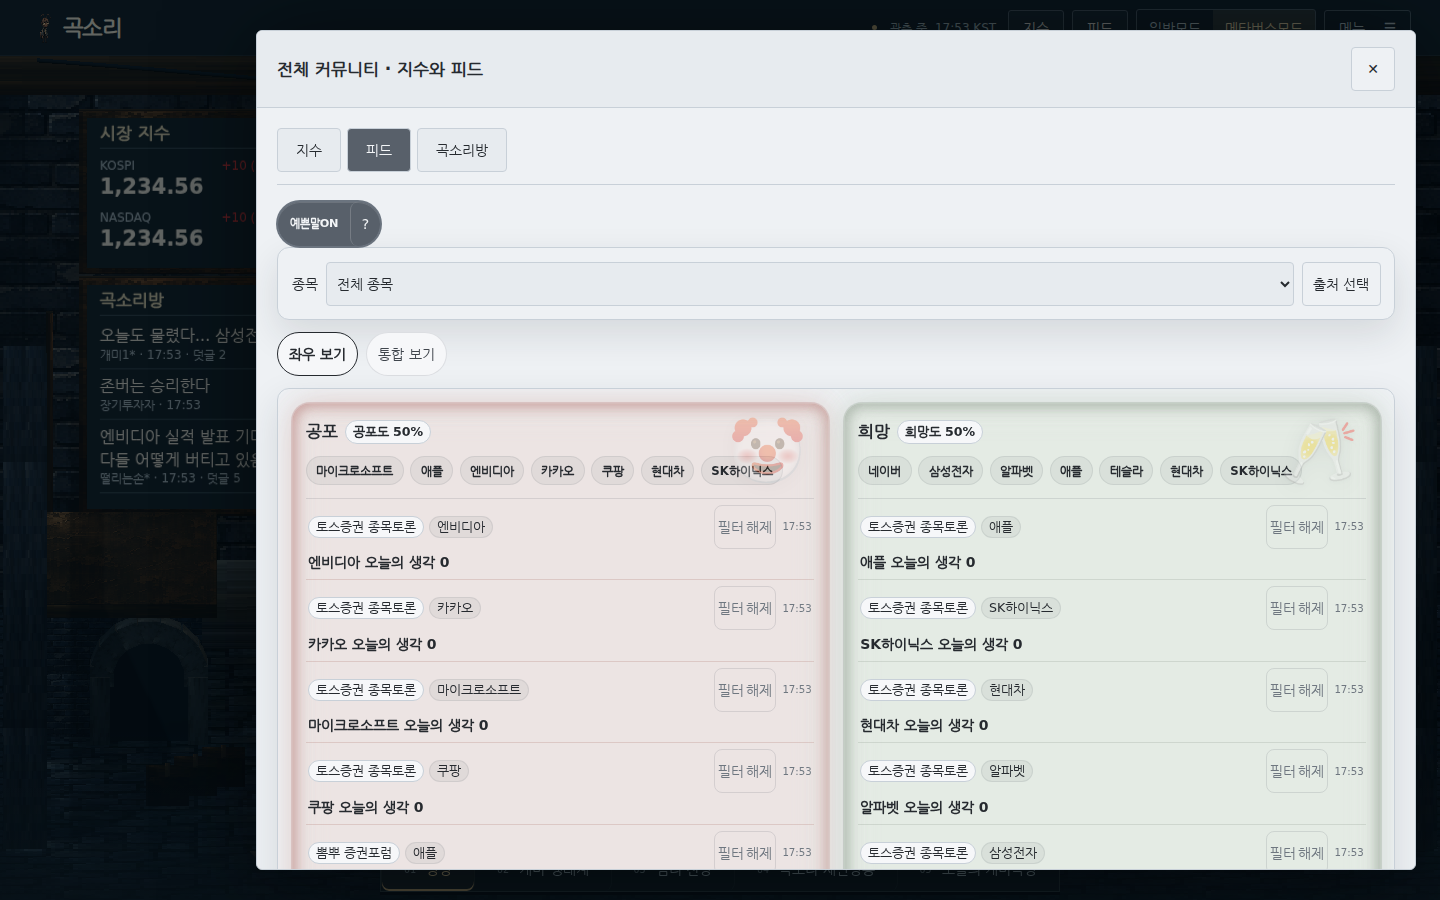 곡소리
관측 중 17:53 KST
지수
피드
일반모드
메타버스모드
메뉴
전체 커뮤니티 · 지수와 피드
×
지수
피드
곡소리방
예쁜말ON
?
종목
전체 종목
출처 선택
좌우 보기
통합 보기
시장 지수
KOSPI
+10 (
1,234.56
NASDAQ
+10 (
1,234.56
곡소리방
오늘도 물렸다... 삼성전
개미1* · 17:53 · 댓글 2
존버는 승리한다
장기투자자 · 17:53
엔비디아 실적 발표 기다
다들 어떻게 버티고 있을
떨리는손* · 17:53 · 댓글 5
공포 공포도 50%
마이크로소프트 애플 엔비디아 카카오 쿠팡 현대차 SK하이닉스
토스증권 종목토론 엔비디아 필터 해제 17:53
엔비디아 오늘의 생각 0
토스증권 종목토론 카카오 필터 해제 17:53
카카오 오늘의 생각 0
토스증권 종목토론 마이크로소프트 필터 해제 17:53
마이크로소프트 오늘의 생각 0
토스증권 종목토론 쿠팡 필터 해제 17:53
쿠팡 오늘의 생각 0
뽐뿌 증권포럼 애플 필터 해제 17:53
희망 희망도 50%
네이버 삼성전자 알파벳 애플 테슬라 현대차 SK하이닉스
토스증권 종목토론 애플 필터 해제 17:53
애플 오늘의 생각 0
토스증권 종목토론 SK하이닉스 필터 해제 17:53
SK하이닉스 오늘의 생각 0
토스증권 종목토론 현대차 필터 해제 17:53
현대차 오늘의 생각 0
토스증권 종목토론 알파벳 필터 해제 17:53
알파벳 오늘의 생각 0
토스증권 종목토론 삼성전자 필터 해제 17:53